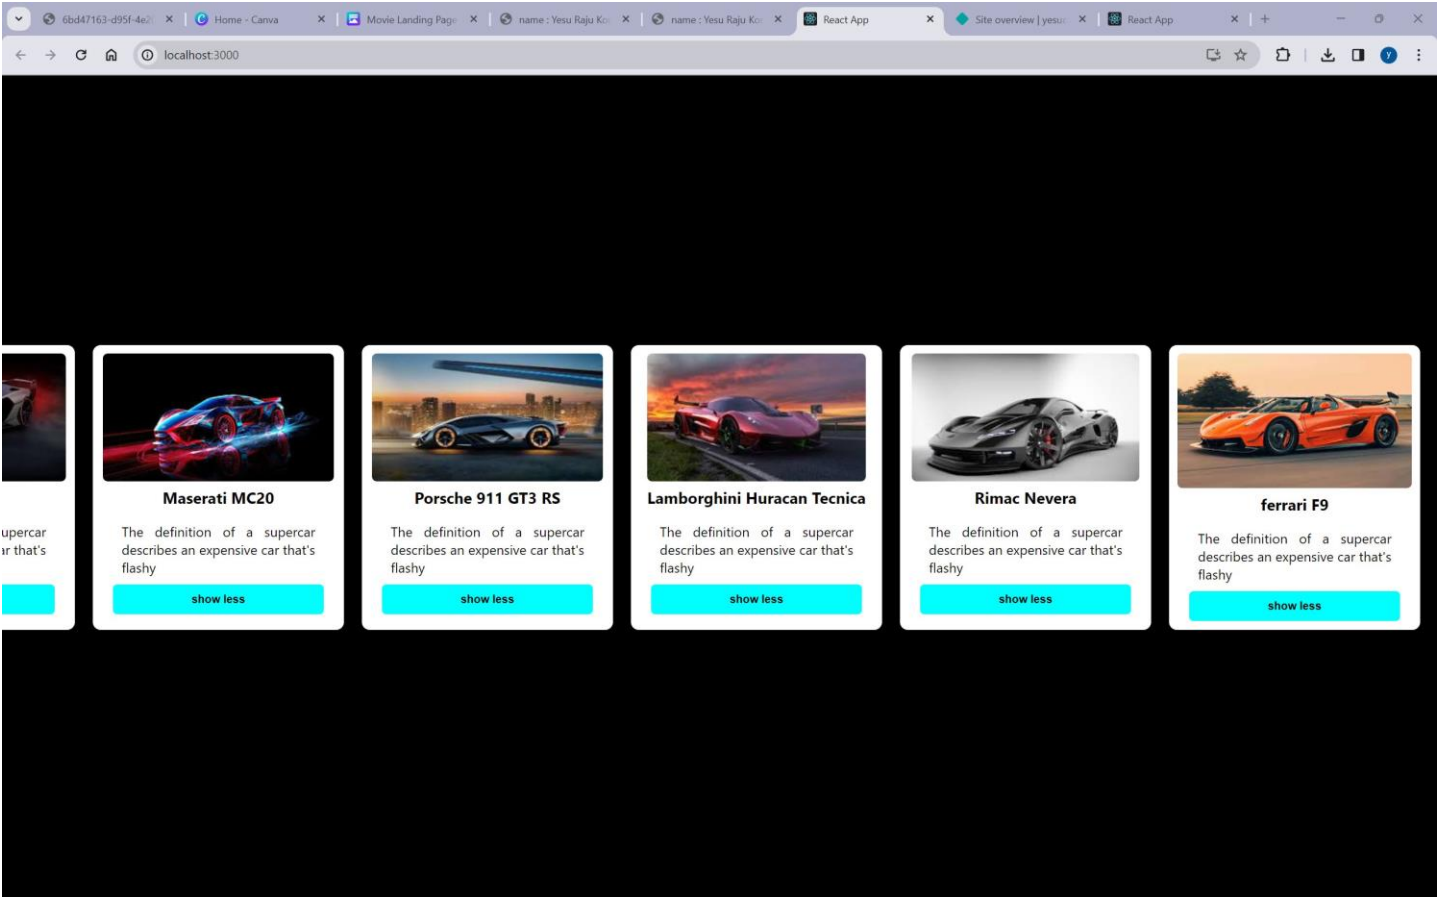 6bd47163-d95f-4e2
Home - Canva
Movie Landing Page
name : Yesu Raju Ko
name : Yesu Raju Ko
React App
Site overview | yesu
React App
localhost:3000
y
Maserati MC20
The definition of a supercar
describes an expensive car that's
flashy
show less
Porsche 911 GT3 RS
The definition of a supercar
describes an expensive car that's
flashy
show less
Lamborghini Huracan Tecnica
The definition of a supercar
describes an expensive car that's
flashy
show less
Rimac Nevera
The definition of a supercar
describes an expensive car that's
flashy
show less
ferrari F9
The definition of a supercar
describes an expensive car that's
flashy
show less